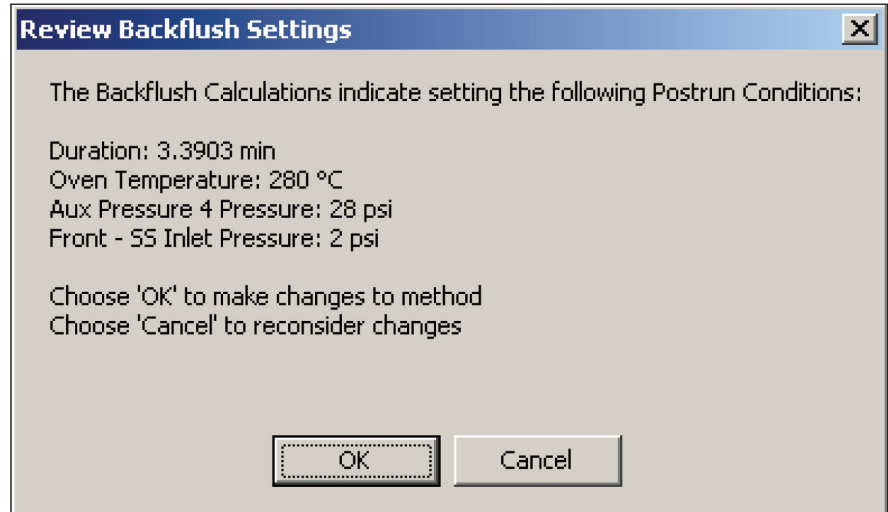 Review Backflush Settings
The Backflush Calculations indicate setting the following Postrun Conditions:
Duration: 3.3903 min
Oven Temperature: 280 °C
Aux Pressure 4 Pressure: 28 psi
Front - SS Inlet Pressure: 2 psi
Choose 'OK' to make changes to method
Choose 'Cancel' to reconsider changes
OK
Cancel